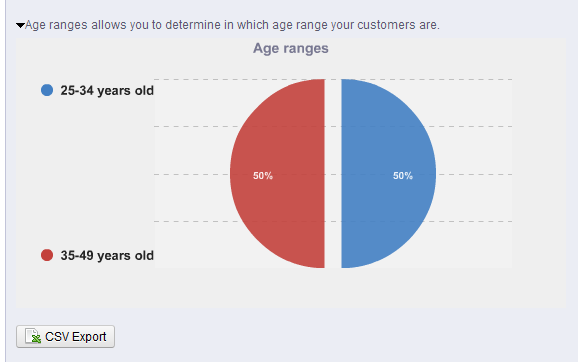 Age ranges allows you to determine in which age range your customers are.
Age ranges
25-34 years old
50%
50%
35-49 years old
CSV Export